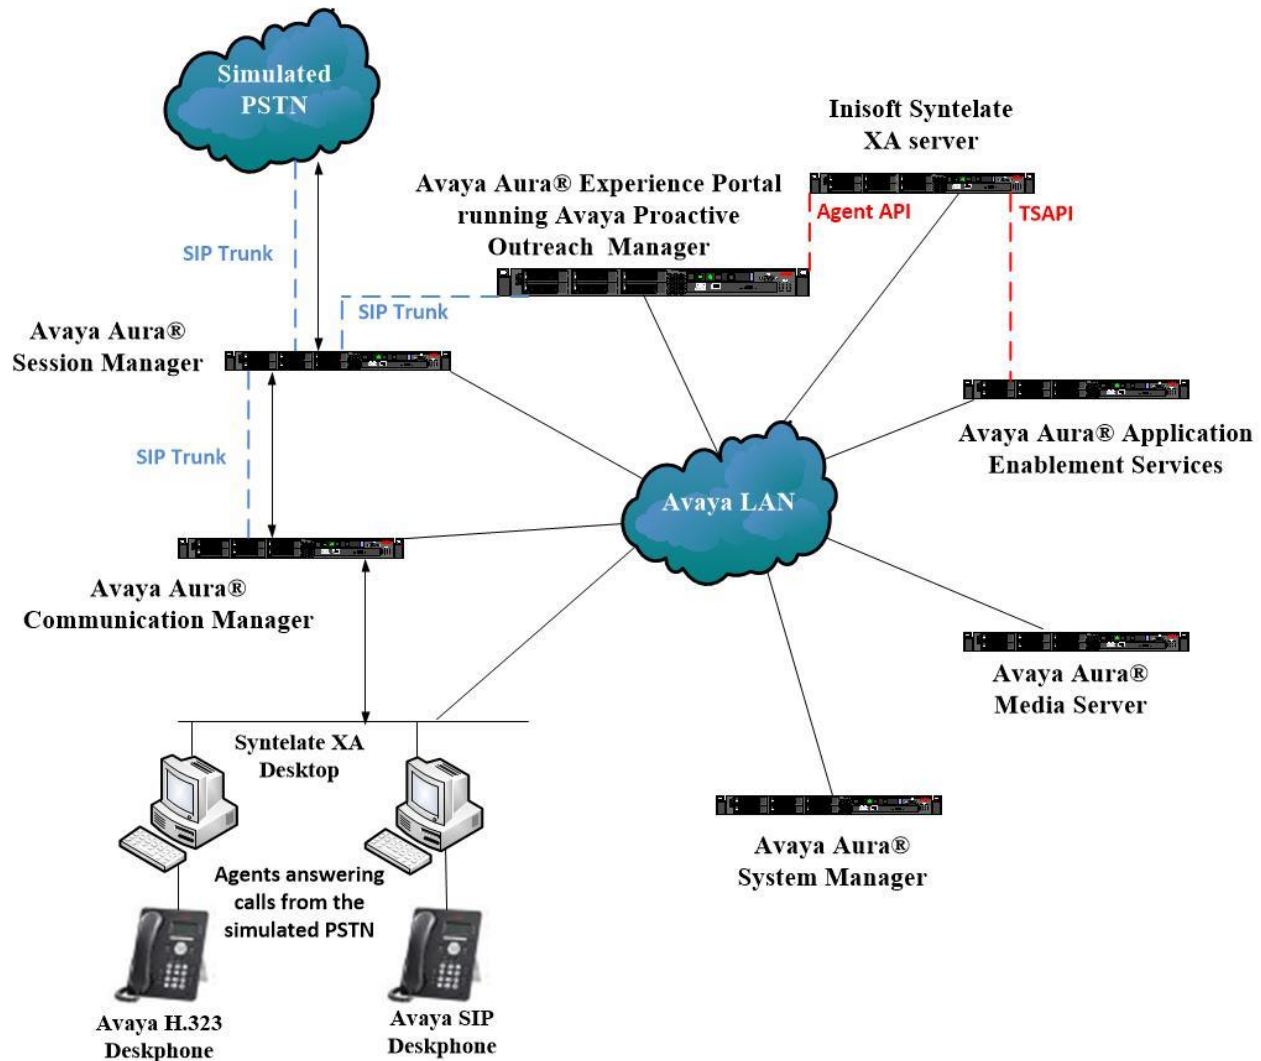 Simulated
PSTN
Inisoft Syntelate
XA server
Avaya Aura® Experience Portal
running Avaya Proactive
Outreach Manager
Agent API
TSAPI
SIP Trunk
SIP Trunk
Avaya Aura®
Session Manager
Avaya Aura® Application
Enablement Services
SIP Trunk
Avaya LAN
Avaya Aura®
Communication Manager
Avaya Aura®
Media Server
Syntelate XA
Desktop
Avaya Aura®
System Manager
Agents answering
calls from the
simulated PSTN
Avaya H.323
Deskphone
Avaya SIP
Deskphone